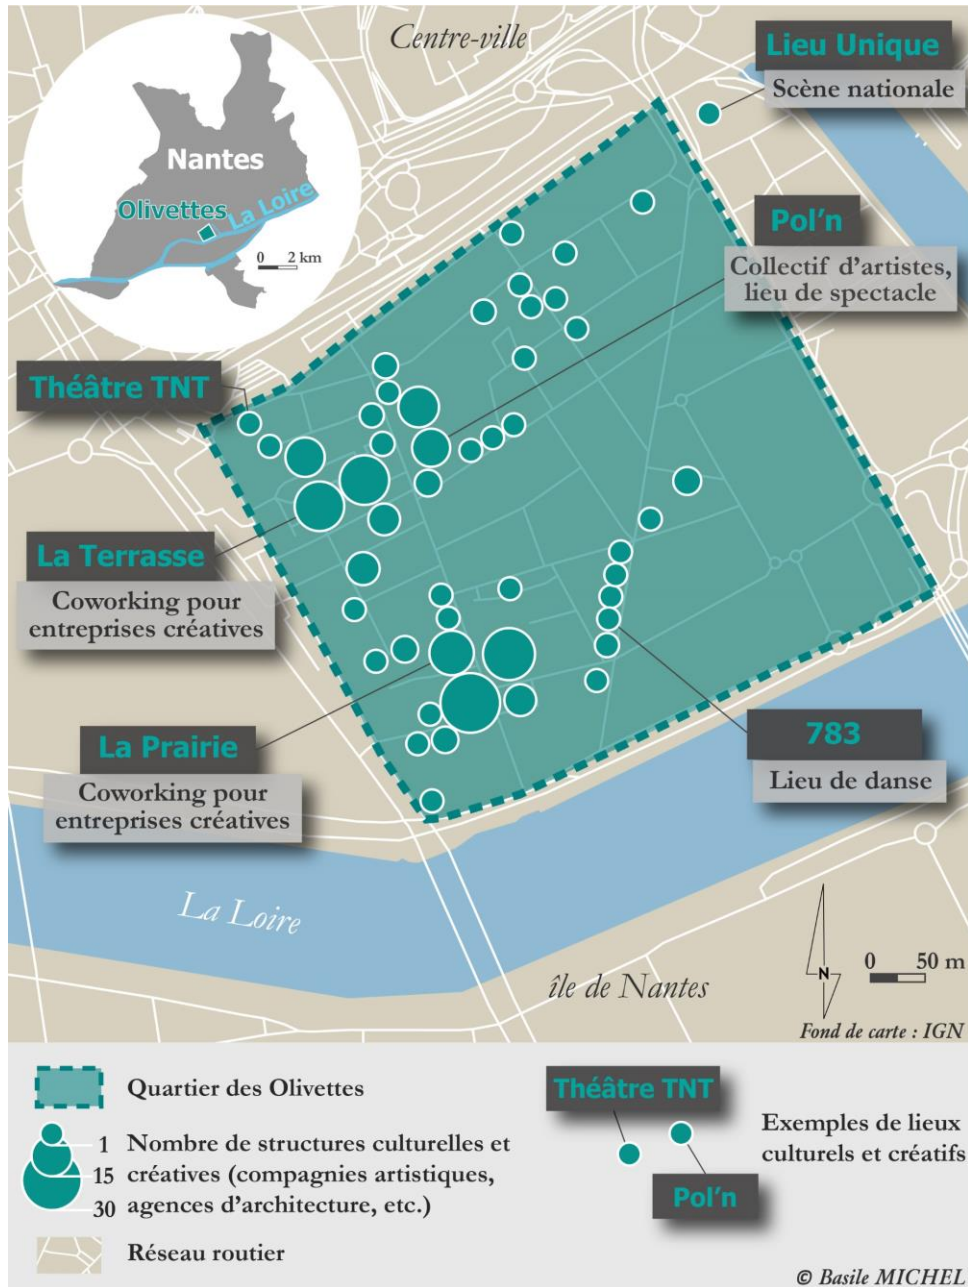 Centre-ville
Lieu Unique
Scène nationale
Nantes
Olivettes
La Loire
0 2 km
Pol'n
Collectif d'artistes,
lieu de spectacle
Théâtre TNT
La Terrasse
Coworking pour
entreprises créatives
La Prairie
Coworking pour
entreprises créatives
783
Lieu de danse
La Loire
île de Nantes
N
0 50 m
Fond de carte : IGN
Quartier des Olivettes
1
15
30
Nombre de structures culturelles et
créatives (compagnies artistiques,
agences d'architecture, etc.)
Réseau routier
Théâtre TNT
Pol'n
Exemples de lieux
culturels et créatifs
© Basile MICHEL